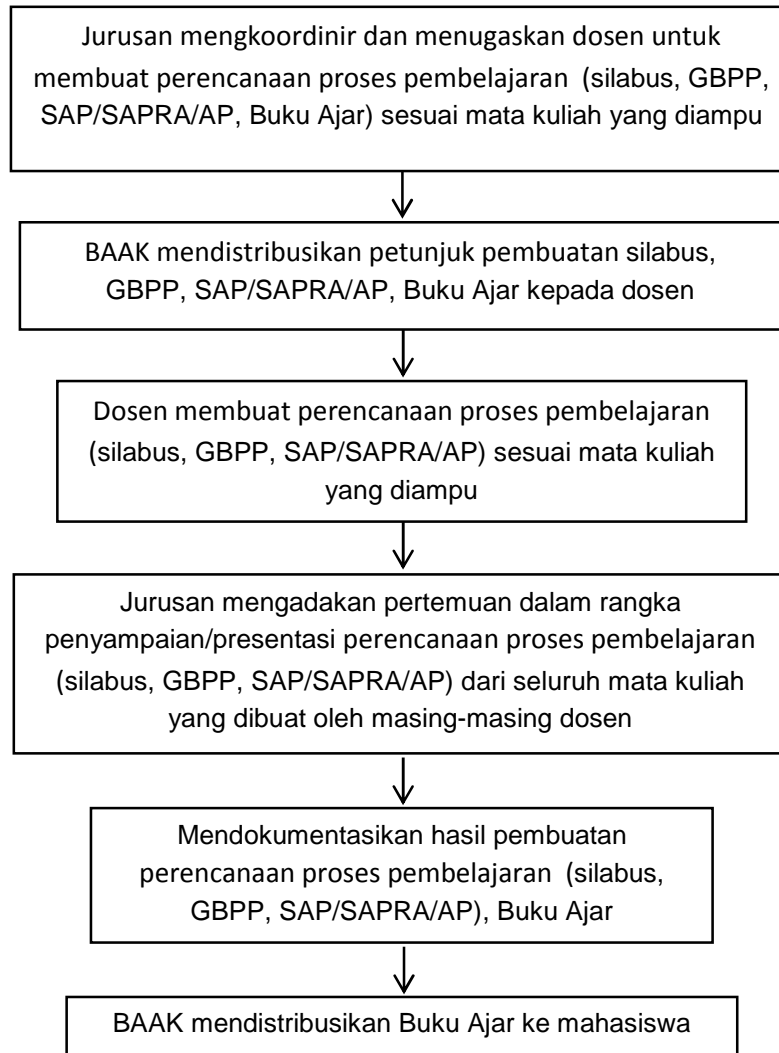 Jurusan mengkoordinir dan menugaskan dosen untuk
membuat perencanaan proses pembelajaran (silabus, GBPP,
SAP/SAPRA/AP, Buku Ajar) sesuai mata kuliah yang diampu
BAAK mendistribusikan petunjuk pembuatan silabus,
GBPP, SAP/SAPRA/AP, Buku Ajar kepada dosen
Dosen membuat perencanaan proses pembelajaran
(silabus, GBPP, SAP/SAPRA/AP) sesuai mata kuliah
yang diampu
Jurusan mengadakan pertemuan dalam rangka
penyampaian/presentasi perencanaan proses pembelajaran
(silabus, GBPP, SAP/SAPRA/AP) dari seluruh mata kuliah
yang dibuat oleh masing-masing dosen
Mendokumentasikan hasil pembuatan
perencanaan proses pembelajaran (silabus,
GBPP, SAP/SAPRA/AP), Buku Ajar
BAAK mendistribusikan Buku Ajar ke mahasiswa